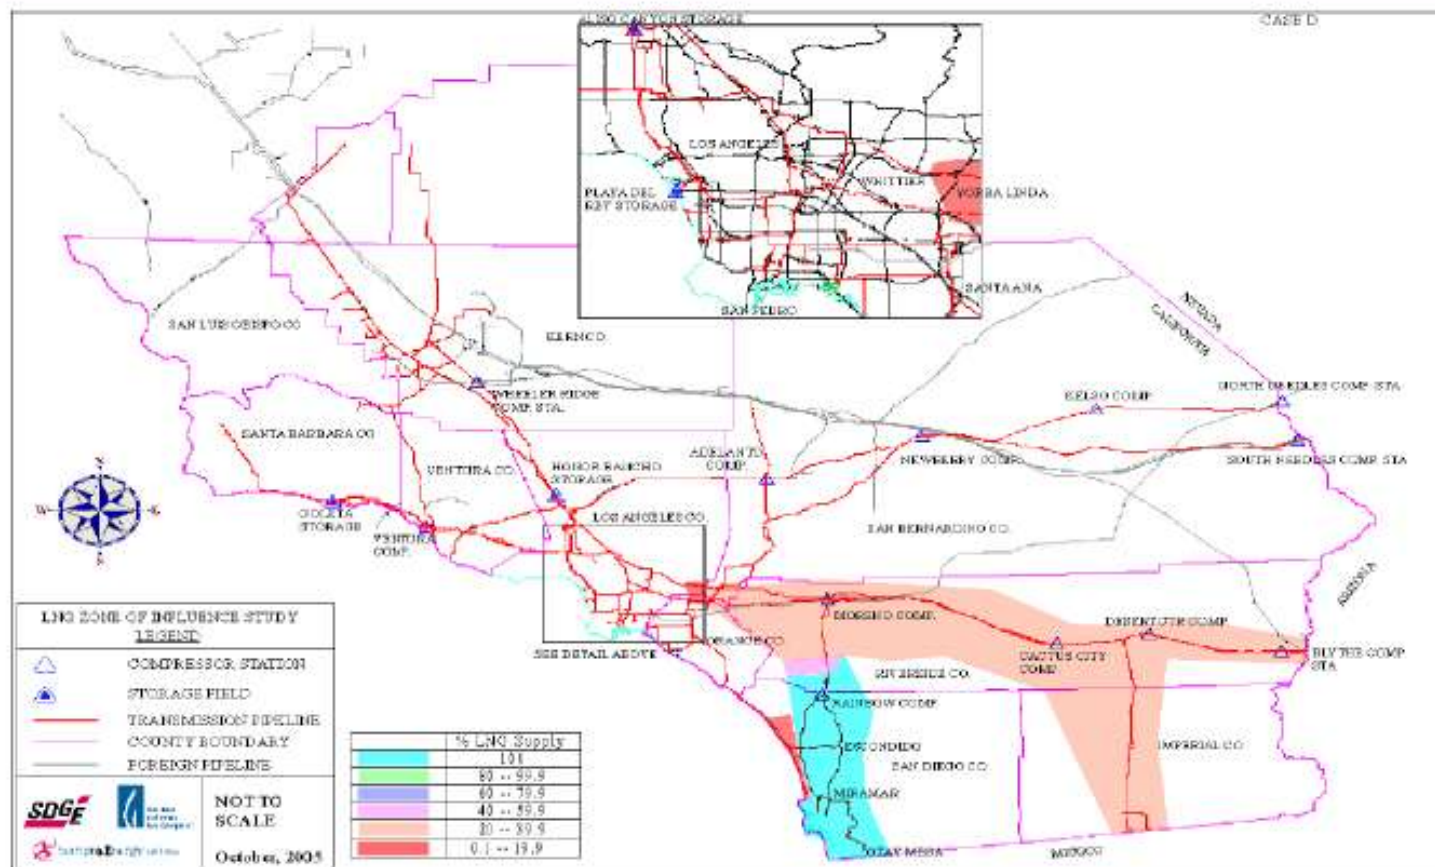 ALISO CANYON STORAGE
CASE D
LOS ANGELES
WHITTIER
PLAYA DEL
REY STORAGE
YORBA LINDA
SANTA ANA
SAN PEDRO
NEVADA
CALIFORNIA
SAN LUIS OBISPO CO
KERN CO
WHEELER RIDGE
COMP. STA.
KELSO COMP
NORTH NEEDLES COMP. STA
SANTA BARBARA CO
VENTURA CO.
HONOR RANCHO
STORAGE
ADELANTO
COMP.
NEWBERRY COMP.
SOUTH NEEDLES COMP. STA
N
W
E
S
GOLETA
STORAGE
VENTURA
COMP.
LOS ANGELES CO.
SAN BERNARDINO CO.
ARIZONA
MORENO COMP.
ORANGE CO
SEE DETAIL ABOVE
CACTUS CITY
COMP
BLYTHE COMP
STA
RIVERSIDE CO.
RAINBOW COMP.
ESCONDIDO
SAN DIEGO CO.
IMPERIAL CO
MIRAMAR
OTAY MESA
MEXICO
LNG ZONE OF INFLUENCE STUDY
LEGEND
COMPRESSOR STATION
STORAGE FIELD
TRANSMISSION PIPELINE
COUNTY BOUNDARY
FOREIGN PIPELINE
SDGE
NOT TO
SCALE
October, 2005
% LNG Supply
100
80 -- 99.9
60 -- 79.9
40 -- 59.9
20 -- 39.9
0.1 -- 19.9